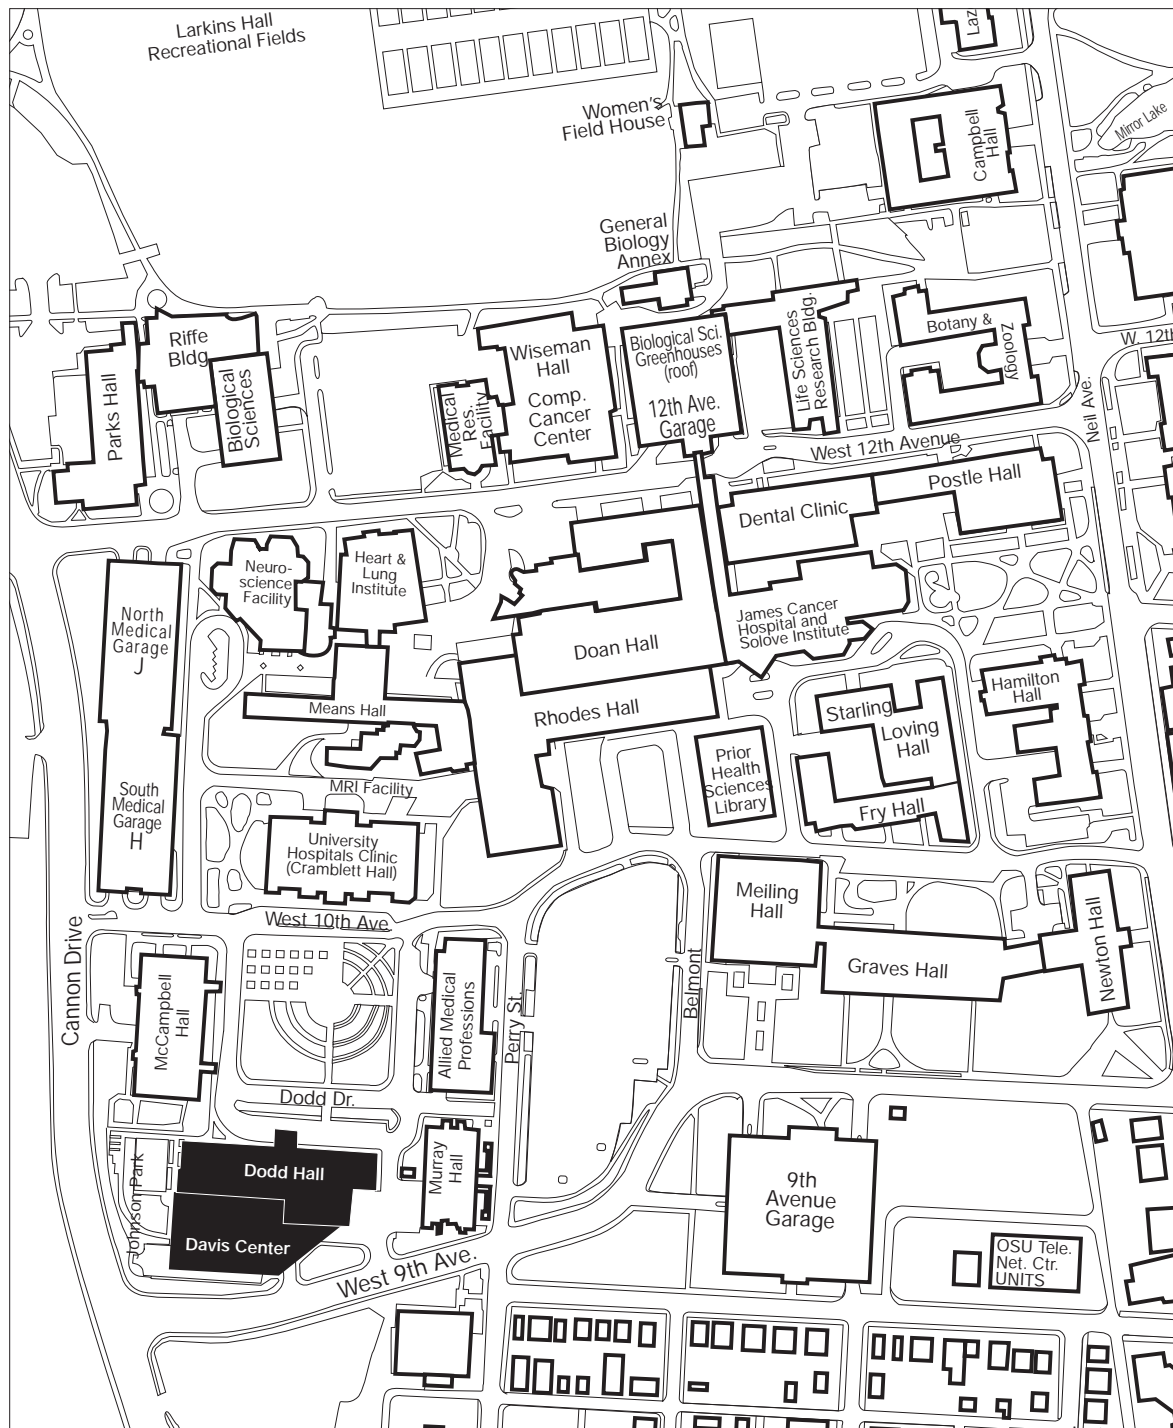 Larkins Hall
Recreational Fields
Laz
Women's
Field House
Mirror Lake
Campbell
Hall
General
Biology
Annex
Riffe
Bldg.
Parks Hall
Biological
Sciences
Wiseman
Hall
Comp.
Cancer
Center
Medical
Res.
Facility
Biological Sci.
Greenhouses
(roof)
12th Ave.
Garage
Life Sciences
Research Bldg.
Botany &
Zoology
W. 12th
Neil Ave.
West 12th Avenue
Postle Hall
Dental Clinic
Neuro-
science
Facility
Heart &
Lung
Institute
North
Medical
Garage
J
James Cancer
Hospital and
Solove Institute
Doan Hall
Hamilton
Hall
Means Hall
Rhodes Hall
Starling
Loving
Hall
Prior
Health
Sciences
Library
MRI Facility
South
Medical
Garage
H
Fry Hall
University
Hospitals Clinic
(Cramblett Hall)
West 10th Ave.
Meiling
Hall
Graves Hall
Newton Hall
Cannon Drive
McCampbell
Hall
Allied Medical
Professions
Perry St.
Belmont
Dodd Dr.
Dodd Hall
Davis Center
Johnson Park
Murray
Hall
West 9th Ave.
9th
Avenue
Garage
OSU Tele.
Net. Ctr.
UNITS